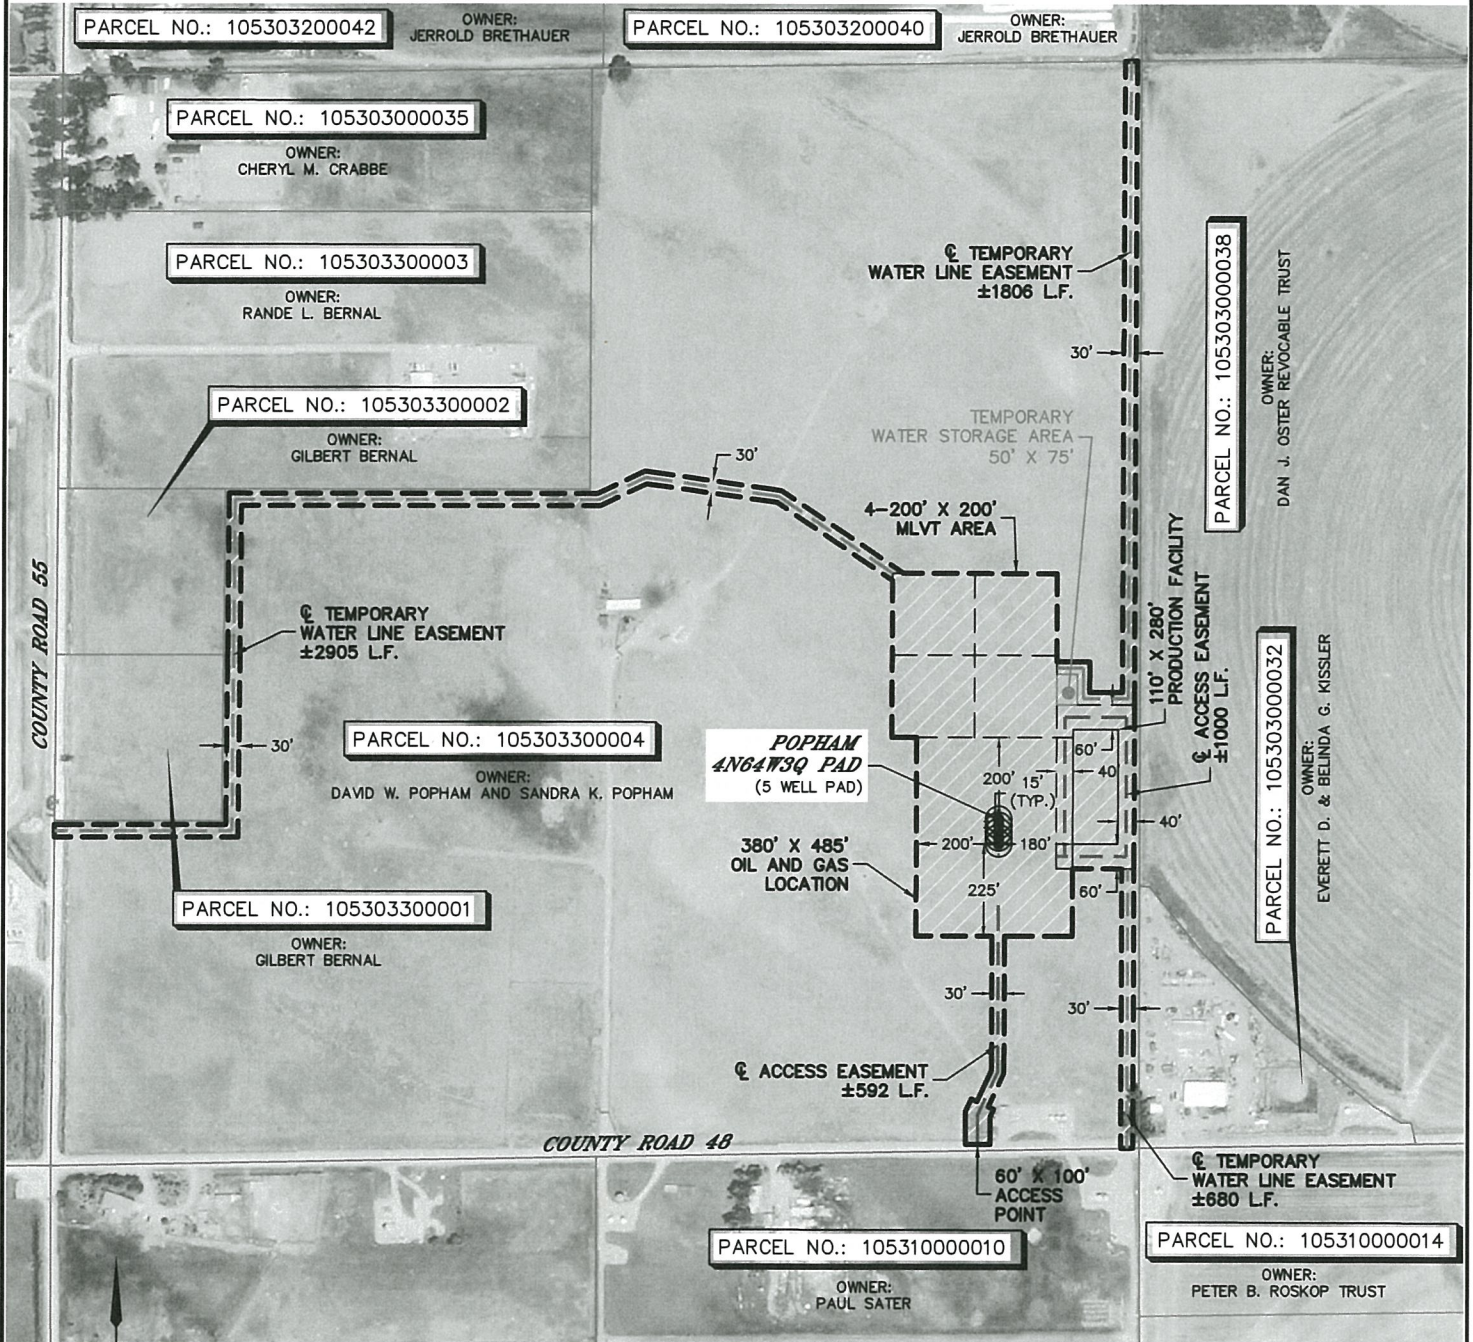 PARCEL NO.: 105303200042
OWNER:
JERROLD BRETHAUER
PARCEL NO.: 105303200040
OWNER:
JERROLD BRETHAUER
PARCEL NO.: 105303000035
OWNER:
CHERYL M. CRABBE
PARCEL NO.: 105303300003
OWNER:
RANDE L. BERNAL
℄ TEMPORARY
WATER LINE EASEMENT
±1806 L.F.
30'
PARCEL NO.: 105303000038
OWNER:
DAN J. OSTER REVOCABLE TRUST
PARCEL NO.: 105303300002
OWNER:
GILBERT BERNAL
30'
TEMPORARY
WATER STORAGE AREA
50' X 75'
4-200' X 200'
MLVT AREA
COUNTY ROAD 55
℄ TEMPORARY
WATER LINE EASEMENT
±2905 L.F.
30'
110' X 280'
PRODUCTION FACILITY
℄ ACCESS EASEMENT
±1000 L.F.
PARCEL NO.: 105303000032
OWNER:
EVERETT D. & BELINDA G. KISSLER
PARCEL NO.: 105303300004
OWNER:
DAVID W. POPHAM AND SANDRA K. POPHAM
POPHAM
4N64W3Q PAD
(5 WELL PAD)
60'
200'
15'
(TYP.)
40
40'
200'
180'
380' X 485'
OIL AND GAS
LOCATION
225'
60'
PARCEL NO.: 105303300001
OWNER:
GILBERT BERNAL
30'
30'
℄ ACCESS EASEMENT
±592 L.F.
COUNTY ROAD 48
60' X 100'
ACCESS
POINT
℄ TEMPORARY
WATER LINE EASEMENT
±680 L.F.
PARCEL NO.: 105310000010
OWNER:
PAUL SATER
PARCEL NO.: 105310000014
OWNER:
PETER B. ROSKOP TRUST